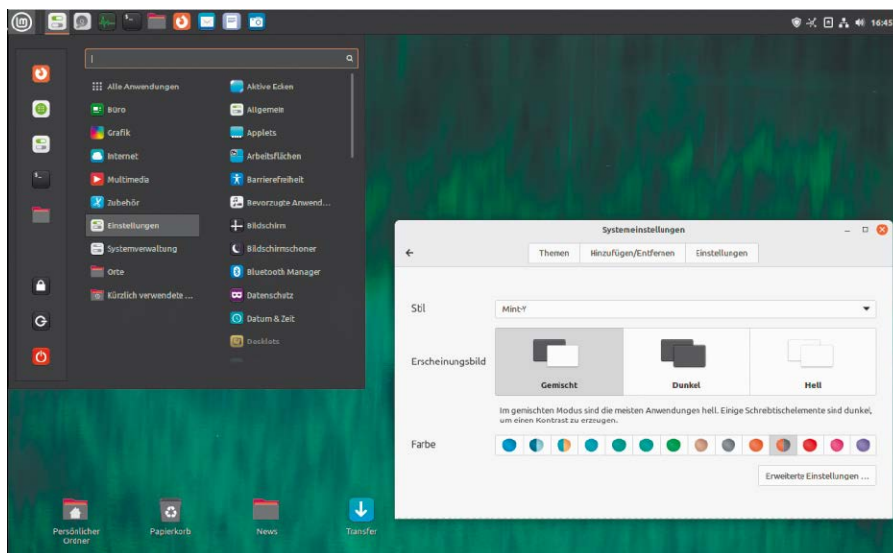 16:45
Alle Anwendungen
Büro
Grafik
Internet
Multimedia
Zubehör
Einstellungen
Systemverwaltung
Orte
Kürzlich verwendete ...
Aktive Ecken
Allgemein
Applets
Arbeitsflächen
Barrierefreiheit
Bevorzugte Anwend...
Bildschirm
Bildschirmschoner
Bluetooth Manager
Datenschutz
Datum & Zeit
Desklets
Systemeinstellungen
Themen Hinzufügen/Entfernen Einstellungen
Stil Mint-Y
Erscheinungsbild
Gemischt Dunkel Hell
Im gemischten Modus sind die meisten Anwendungen hell. Einige Schreibtischelemente sind dunkel,
um einen Kontrast zu erzeugen.
Farbe
Erweiterte Einstellungen ...
Persönlicher
Ordner
Papierkorb
News
Transfer